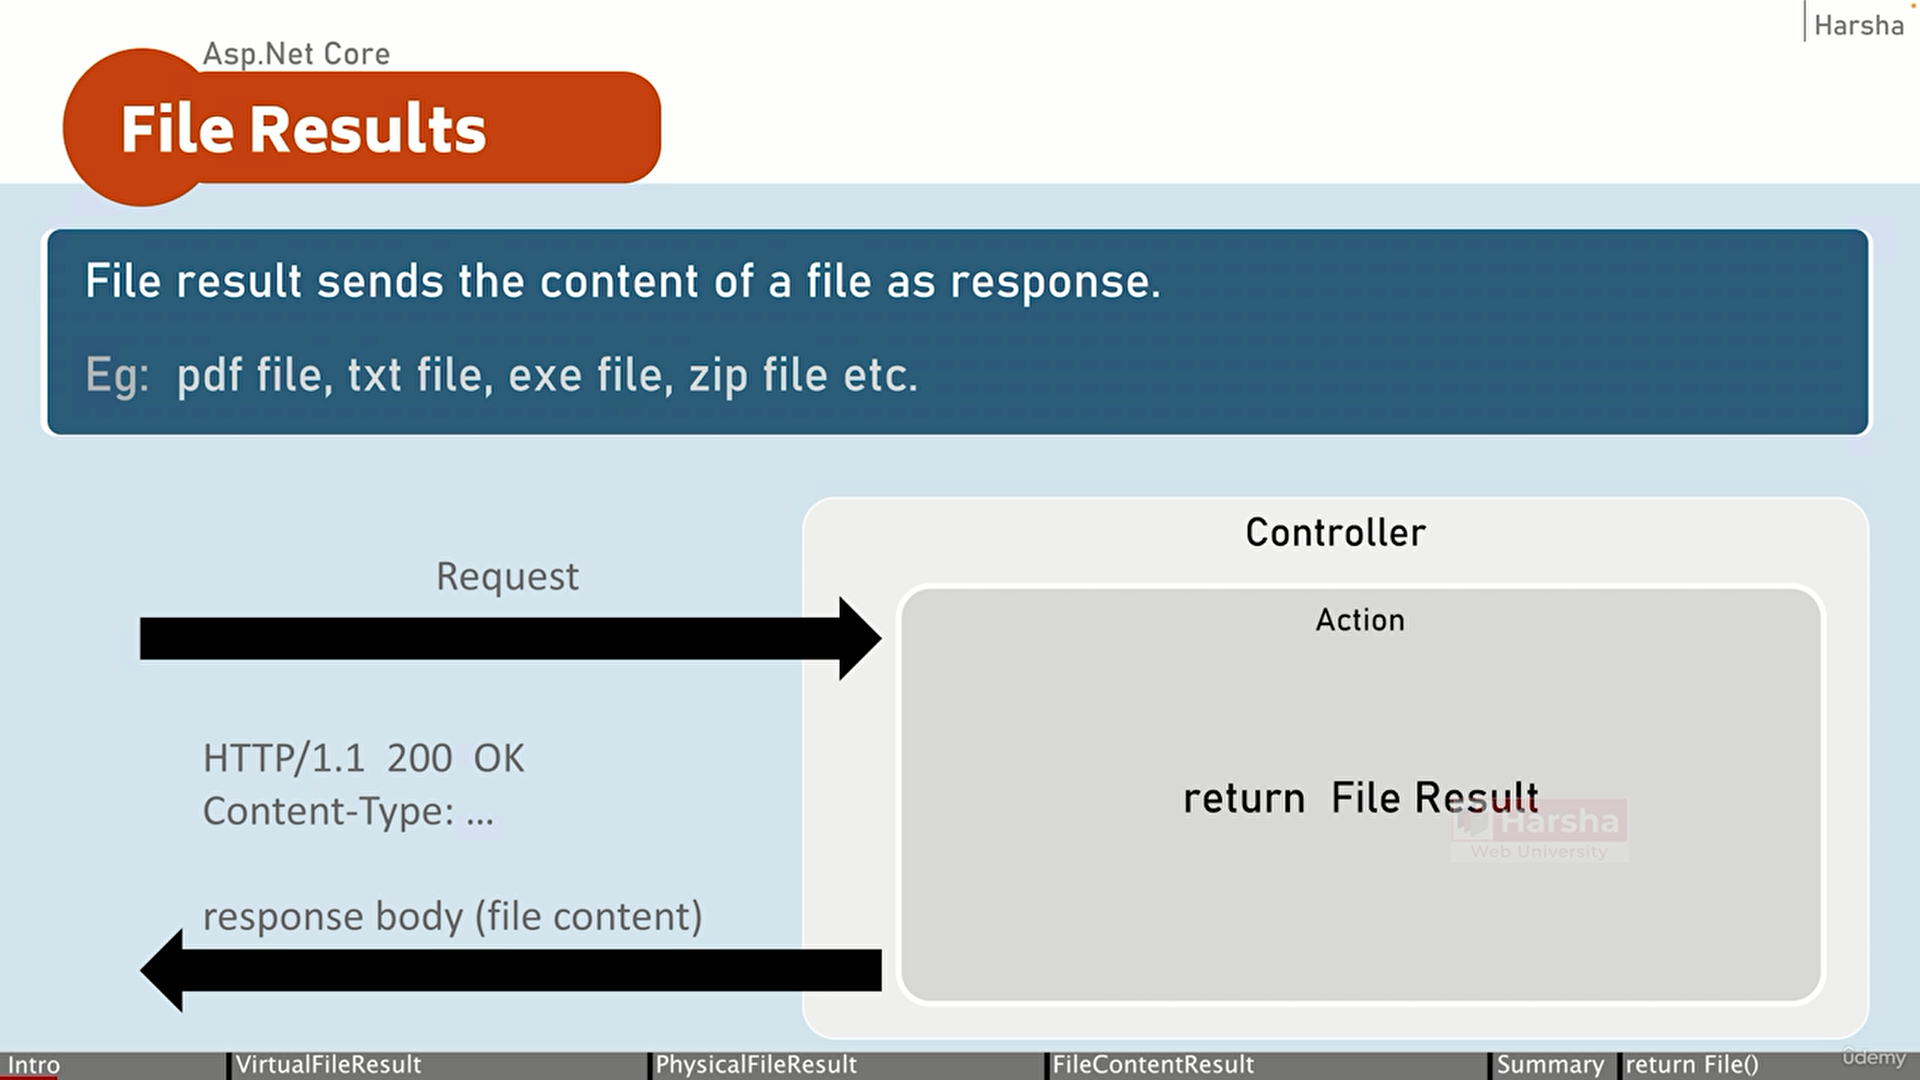 Harsha
Asp.Net Core
File Results
File result sends the content of a file as response.
Eg: pdf file, txt file, exe file, zip file etc.
Controller
Request
Action
HTTP/1.1 200 OK
Content-Type: ...
return File Result
Harsha
Web University
response body (file content)
Intro
VirtualFileResult
PhysicalFileResult
FileContentResult
Summary
return File()
ûdemy